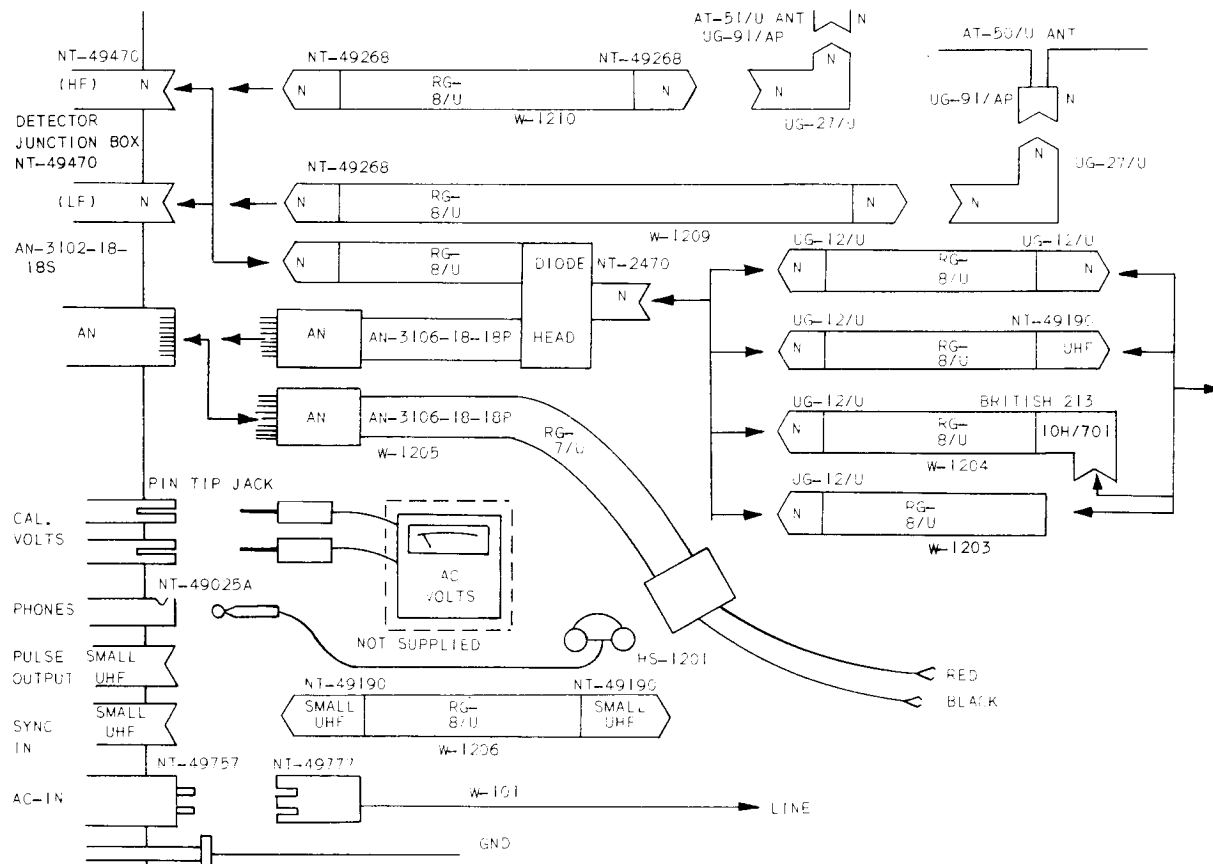 AT-51/U ANT
N
UG-91/AP
N
AT-50/U ANT
NT-49470
(HF)
N
NT-49268
NT-49268
N
RG-
8/U
N
W-1210
N
UG-27/U
UG-91/AP
N
N
UG-27/U
N
DETECTOR
JUNCTION BOX
NT-49470
(LF)
N
NT-49268
N
RG-
8/U
N
W-1209
AN-3102-18-
18S
N
RG-
8/U
DIODE
HEAD
NT-2470
N
AN
AN
AN-3106-18-18P
AN
AN-3106-18-18P
W-1205
RG-
7/U
UG-12/U
UG-12/U
N
RG-
8/U
N
UG-12/U
NT-49190
N
RG-
8/U
UHF
UG-12/U
BRITISH 213
N
RG-
8/U
10H/701
W-1204
UG-12/U
N
RG-
8/U
W-1203
PIN TIP JACK
CAL.
VOLTS
AC
VOLTS
NOT SUPPLIED
NT-49025A
PHONES
HS-1201
RED
BLACK
PULSE
OUTPUT
SMALL
UHF
SYNC
IN
SMALL
UHF
NT-49190
NT-49190
SMALL
UHF
RG-
8/U
SMALL
UHF
W-1206
NT-49757
NT-49777
AC-IN
W-101
LINE
GND